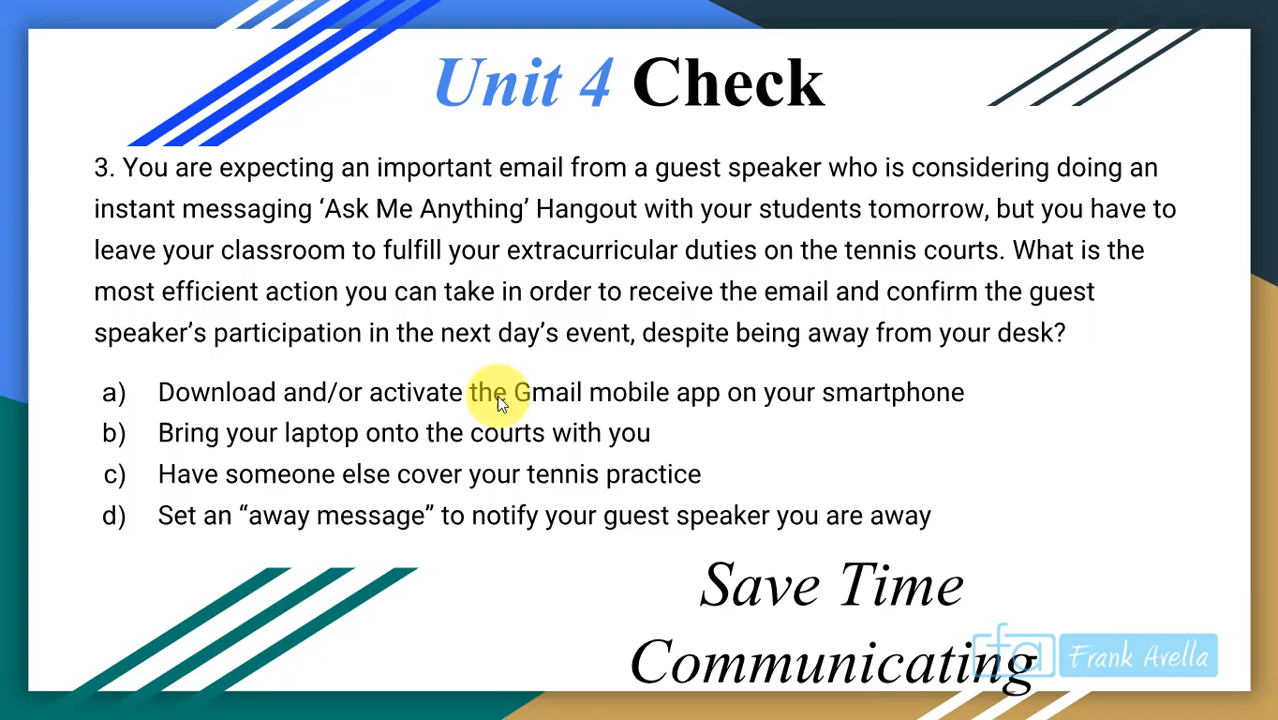 Unit 4 Check
3. You are expecting an important email from a guest speaker who is considering doing an
instant messaging ‘Ask Me Anything’ Hangout with your students tomorrow, but you have to
leave your classroom to fulfill your extracurricular duties on the tennis courts. What is the
most efficient action you can take in order to receive the email and confirm the guest
speaker’s participation in the next day’s event, despite being away from your desk?
a) Download and/or activate the Gmail mobile app on your smartphone
b) Bring your laptop onto the courts with you
c) Have someone else cover your tennis practice
d) Set an “away message” to notify your guest speaker you are away
Save Time
Communicating
fa Frank Avella